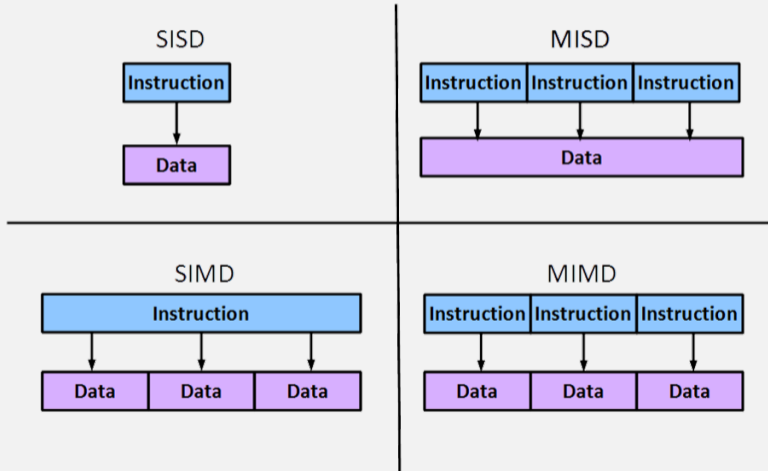 SISD
Instruction
Data
MISD
Instruction Instruction Instruction
Data
SIMD
Instruction
Data Data Data
MIMD
Instruction Instruction Instruction
Data Data Data